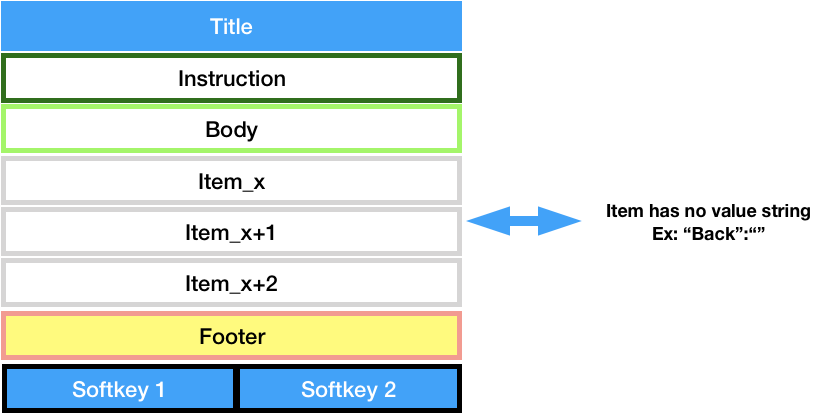 Title
Instruction
Body
Item_x
Item_x+1
Item_x+2
Footer
Softkey 1
Softkey 2
Item has no value string
Ex: “Back”:“”